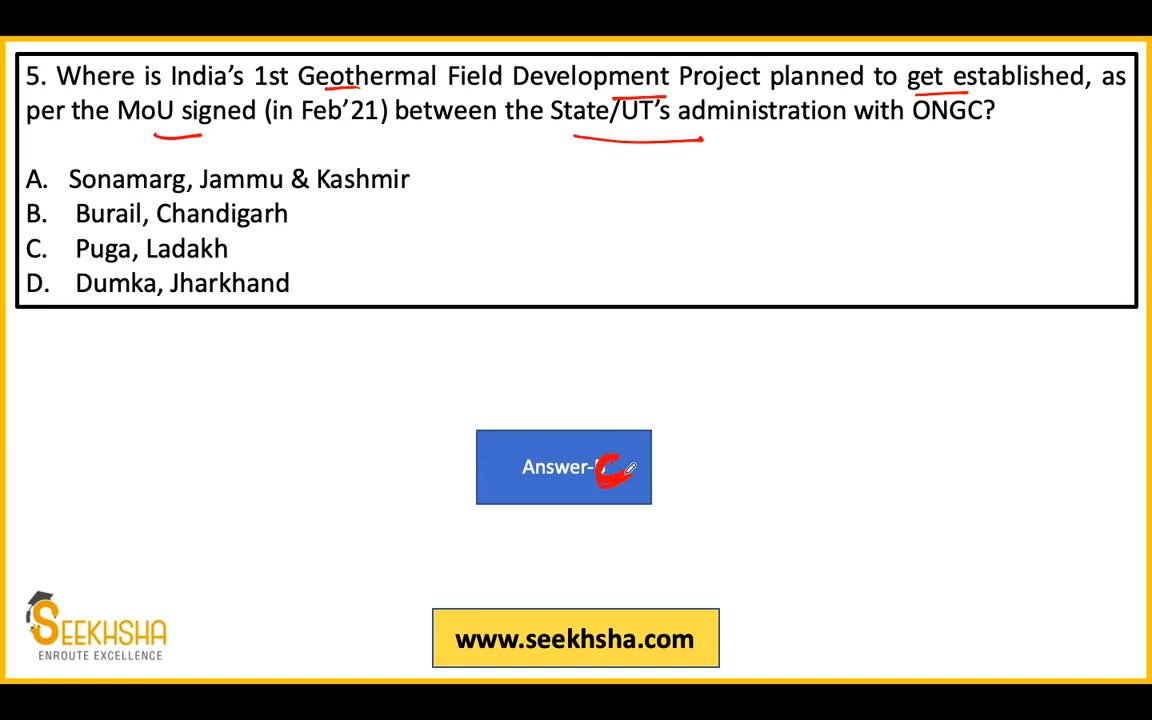 5. Where is India’s 1st Geothermal Field Development Project planned to get established, as
per the MoU signed (in Feb’21) between the State/UT’s administration with ONGC?
A. Sonamarg, Jammu & Kashmir
B. Burail, Chandigarh
C. Puga, Ladakh
D. Dumka, Jharkhand
Answer-
SEEKHSHA
ENROUTE EXCELLENCE
www.seekhsha.com